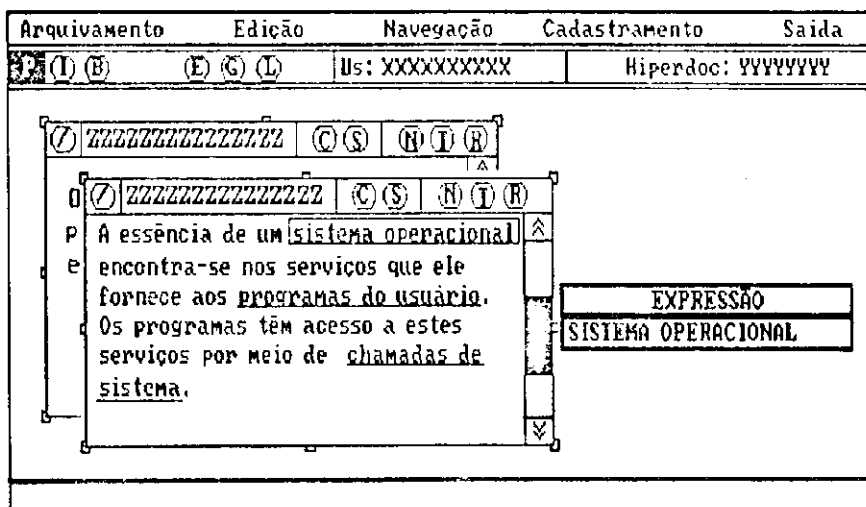 Arquivamento Edição Navegação Cadastramento Saida
P I B E G L Us: XXXXXXXXXX Hiperdoc: YYYYYYYY
/ ZZZZZZZZZZZZZZZ C S N T R
/ ZZZZZZZZZZZZZZZ C S N T R
p A essência de um sistema operacional
e encontra-se nos serviços que ele
fornece aos programas do usuário.
Os programas têm acesso a estes
serviços por meio de chamadas de
sistema.
EXPRESSÃO
SISTEMA OPERACIONAL